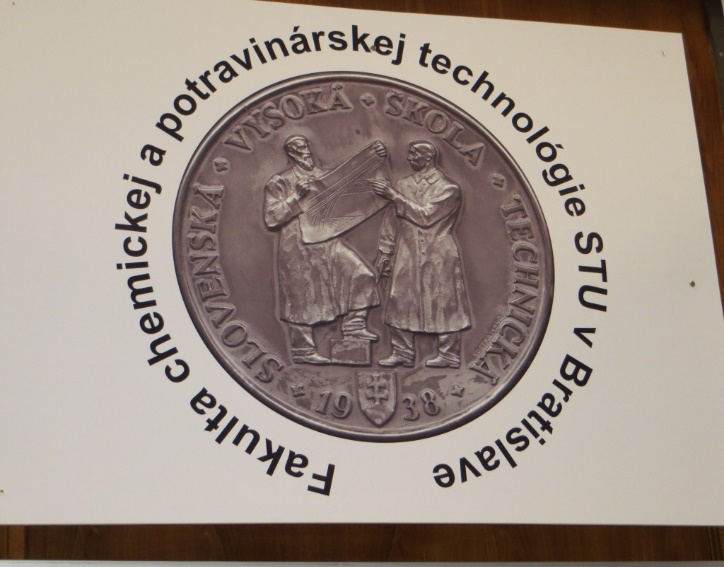 Fakulta chemickej a potravinárskej technológie STU v Bratislave
SLOVENSKÁ • VYSOKÁ • ŠKOLA • TECHNICKÁ
19 38